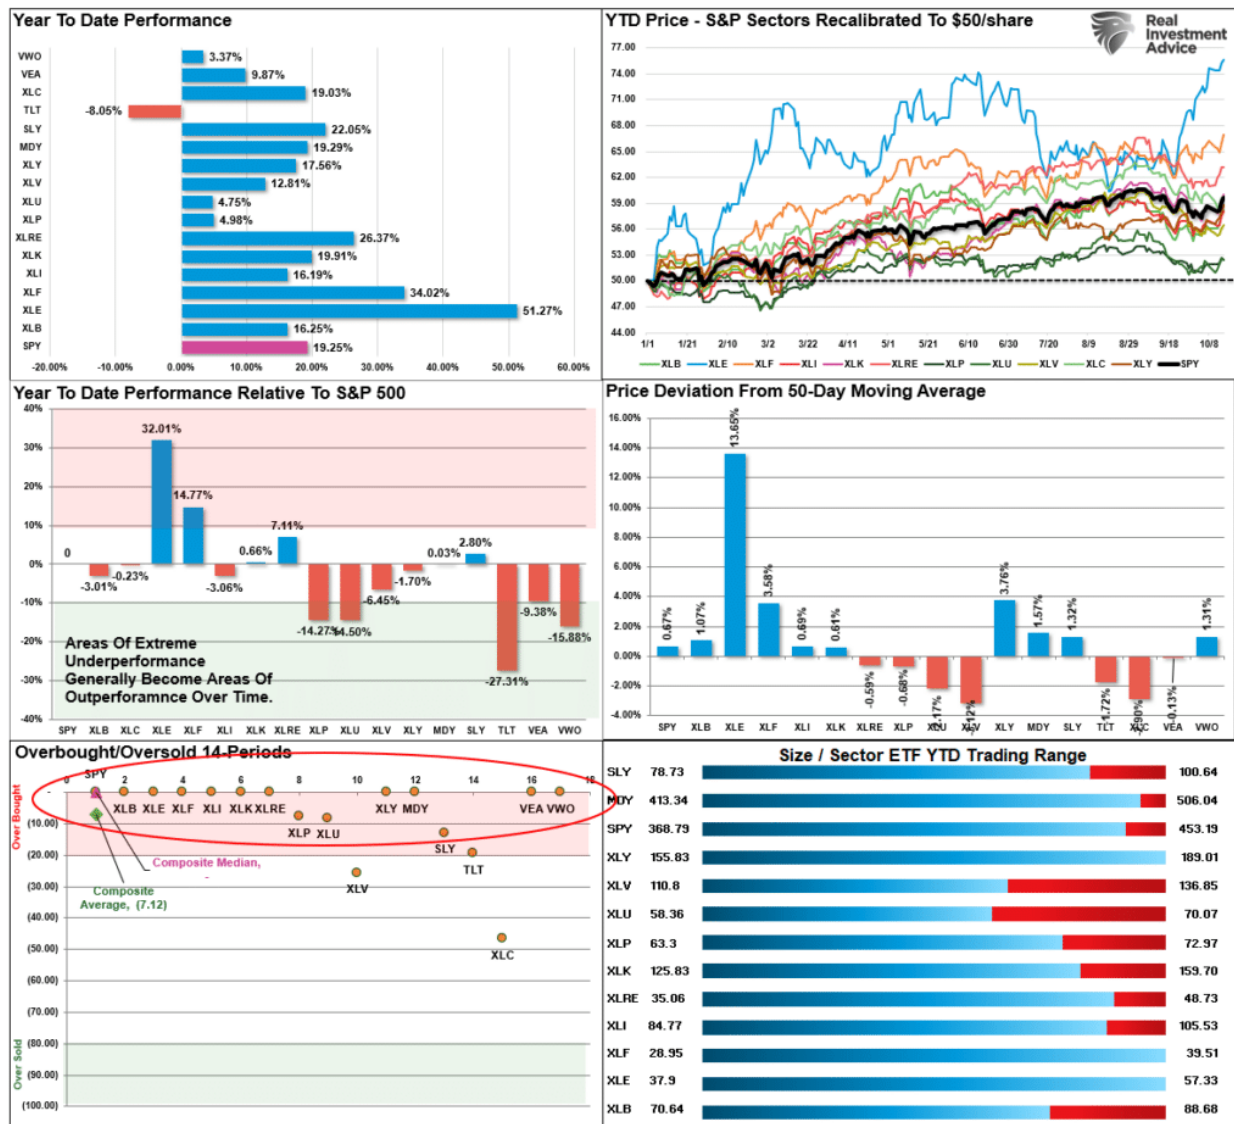 Year To Date Performance
VWO 3.37%
VEA 9.87%
XLC 19.03%
TLT -8.05%
SLY 22.05%
MDY 19.29%
XLY 17.56%
XLV 12.81%
XLU 4.75%
XLP 4.98%
XLRE 26.37%
XLK 19.91%
XLI 16.19%
XLF 34.02%
XLE 51.27%
XLB 16.25%
SPY 19.25%
-20.00% -10.00% 0.00% 10.00% 20.00% 30.00% 40.00% 50.00% 60.00%
YTD Price - S&P Sectors Recalibrated To $50/share
Real
Investment
Advice
77.00
74.00
71.00
68.00
65.00
62.00
59.00
56.00
53.00
50.00
47.00
44.00
1/1 1/21 2/10 3/2 3/22 4/11 5/1 5/21 6/10 6/30 7/20 8/9 8/29 9/18 10/8
XLB XLE XLF XLI XLK XLRE XLP XLU XLV XLC XLY SPY
Year To Date Performance Relative To S&P 500
40%
30%
20%
10%
0%
-10%
-20%
-30%
-40%
0 -3.01% -0.23% 32.01% 14.77% -3.06% 0.66% 7.11% -14.27% -14.50% -6.45% -1.70% 0.03% 2.80% -27.31% -9.38% -15.88%
Areas Of Extreme
Underperformance
Generally Become Areas Of
Outperforamnce Over Time.
SPY XLB XLC XLE XLF XLI XLK XLRE XLP XLU XLV XLY MDY SLY TLT VEA VWO
Price Deviation From 50-Day Moving Average
16.00%
14.00%
12.00%
10.00%
8.00%
6.00%
4.00%
2.00%
0.00%
-2.00%
-4.00%
0.67% 1.07% 13.65% 3.58% 0.69% 0.61% -0.59% -0.68% -2.17% -3.12% 3.76% 1.57% 1.32% -1.72% -2.90% -0.13% 1.31%
SPY XLB XLE XLF XLI XLK XLRE XLP XLU XLV XLY MDY SLY TLT XLC VEA VWO
Overbought/Oversold 14-Periods
0 2 4 6 8 10 12 14 16 18
SPY
XLB XLE XLF XLI XLK XLRE XLY MDY VEA VWO
XLP XLU
SLY
TLT
XLV
XLC
Composite Median,
-
Composite
Average, (7.12)
Over Bought
Over Sold
-
(10.00)
(20.00)
(30.00)
(40.00)
(50.00)
(60.00)
(70.00)
(80.00)
(90.00)
(100.00)
Size / Sector ETF YTD Trading Range
SLY 78.73 100.64
MDY 413.34 506.04
SPY 368.79 453.19
XLY 155.83 189.01
XLV 110.8 136.85
XLU 58.36 70.07
XLP 63.3 72.97
XLK 125.83 159.70
XLRE 35.06 48.73
XLI 84.77 105.53
XLF 28.95 39.51
XLE 37.9 57.33
XLB 70.64 88.68